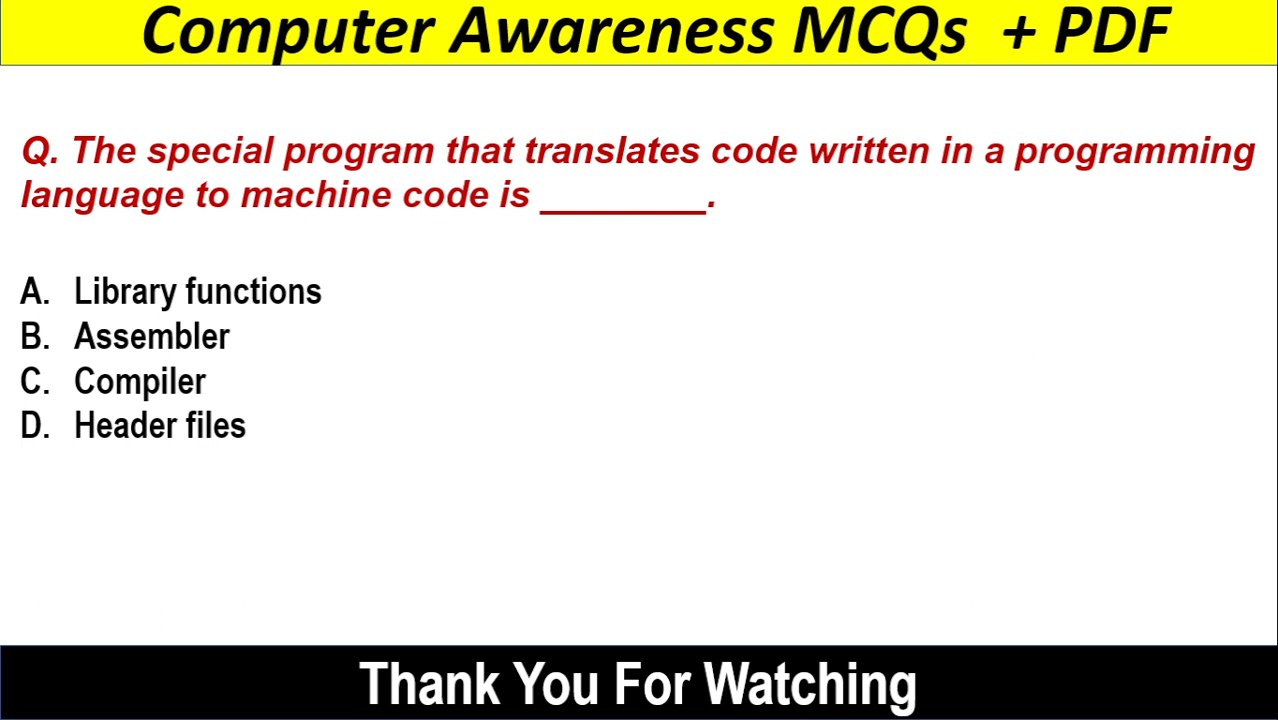 Computer Awareness MCQs + PDF
Q. The special program that translates code written in a programming
language to machine code is ________.
A. Library functions
B. Assembler
C. Compiler
D. Header files
Thank You For Watching